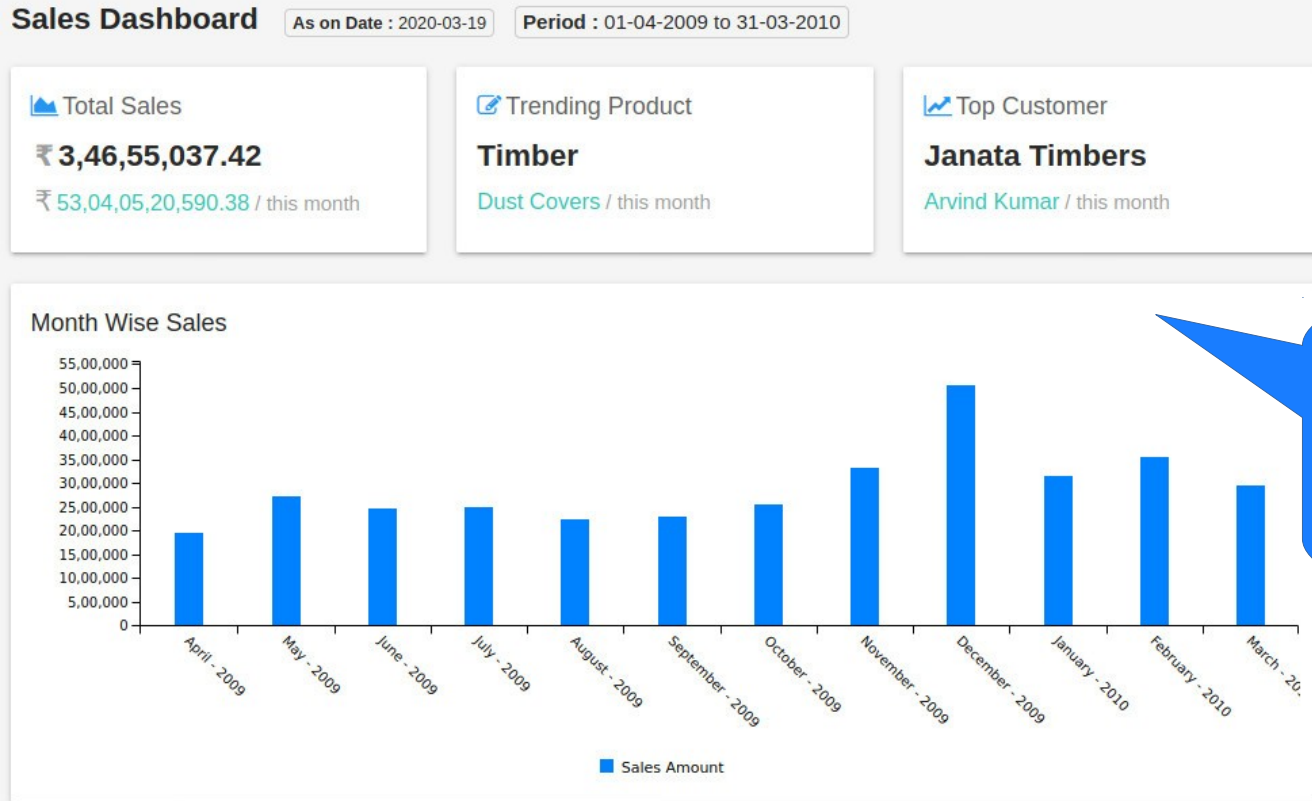 Sales Dashboard As on Date : 2020-03-19 Period : 01-04-2009 to 31-03-2010
Total Sales
₹ 3,46,55,037.42
₹ 53,04,05,20,590.38 / this month
Trending Product
Timber
Dust Covers / this month
Top Customer
Janata Timbers
Arvind Kumar / this month
Month Wise Sales
55,00,000
50,00,000
45,00,000
40,00,000
35,00,000
30,00,000
25,00,000
20,00,000
15,00,000
10,00,000
5,00,000
0
April - 2009
May - 2009
June - 2009
July - 2009
August - 2009
September - 2009
October - 2009
November - 2009
December - 2009
January - 2010
February - 2010
March - 20
Sales Amount